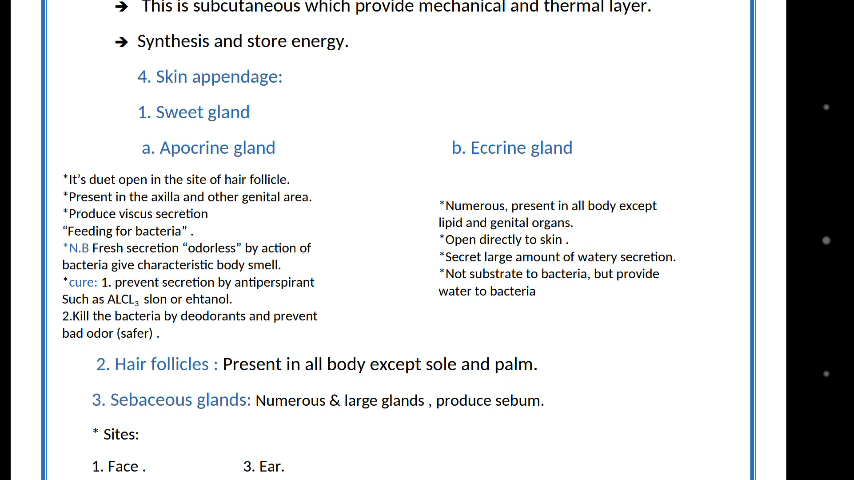 ➔ This is subcutaneous which provide mechanical and thermal layer.
➔ Synthesis and store energy.
4. Skin appendage:
1. Sweet gland
a. Apocrine gland
*It's duet open in the site of hair follicle.
*Present in the axilla and other genital area.
*Produce viscus secretion
“Feeding for bacteria” .
*N.B Fresh secretion “odorless” by action of
bacteria give characteristic body smell.
*cure: 1. prevent secretion by antiperspirant
Such as ALCL₃ slon or ehtanol.
2.Kill the bacteria by deodorants and prevent
bad odor (safer) .
b. Eccrine gland
*Numerous, present in all body except
lipid and genital organs.
*Open directly to skin .
*Secret large amount of watery secretion.
*Not substrate to bacteria, but provide
water to bacteria
2. Hair follicles : Present in all body except sole and palm.
3. Sebaceous glands: Numerous & large glands , produce sebum.
* Sites:
1. Face . 3. Ear.